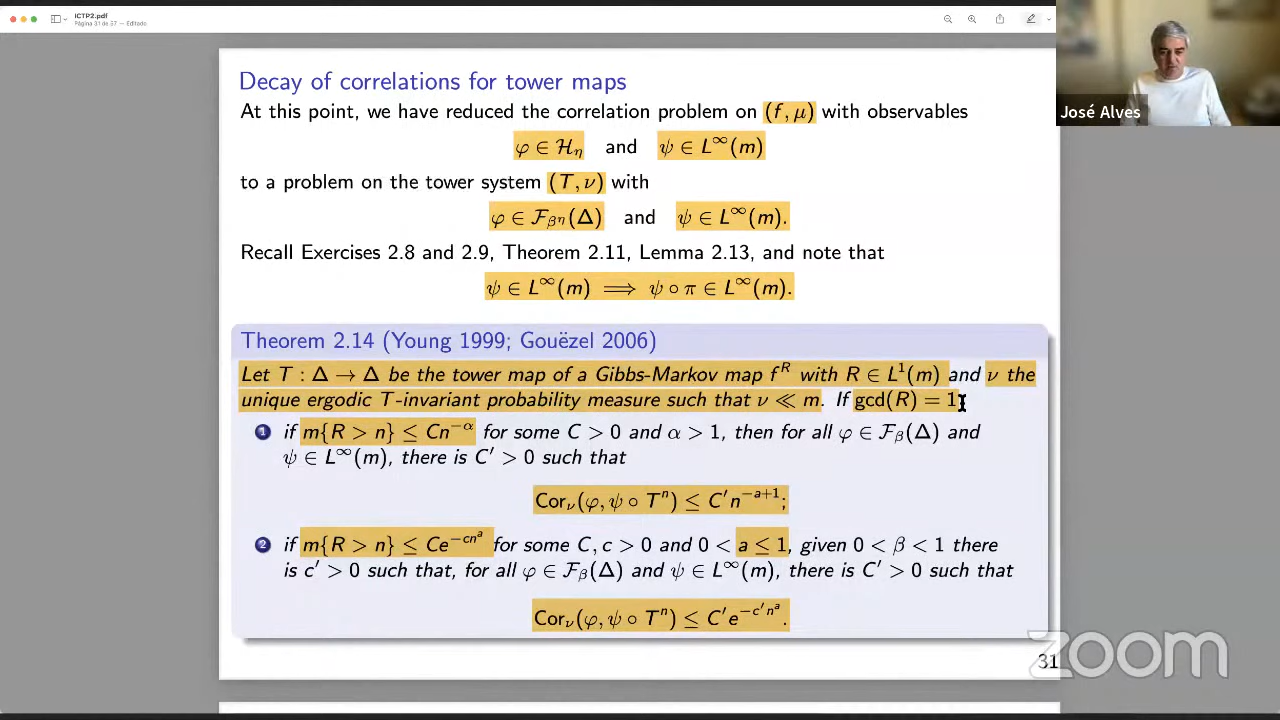 ICTP2.pdf
Página 31 de 37 — Editado
José Alves
Decay of correlations for tower maps
At this point, we have reduced the correlation problem on (f, μ) with observables
φ ∈ H_η and ψ ∈ L^∞(m)
to a problem on the tower system (T, ν) with
φ ∈ F_{β^η}(Δ) and ψ ∈ L^∞(m).
Recall Exercises 2.8 and 2.9, Theorem 2.11, Lemma 2.13, and note that
ψ ∈ L^∞(m) ⟹ ψ ∘ π ∈ L^∞(m).
Theorem 2.14 (Young 1999; Gouëzel 2006)
Let T : Δ → Δ be the tower map of a Gibbs-Markov map f^R with R ∈ L^1(m) and ν the
unique ergodic T-invariant probability measure such that ν ≪ m. If gcd(R) = 1,
1 if m{R > n} ≤ Cn^{-α} for some C > 0 and α > 1, then for all φ ∈ F_β(Δ) and
ψ ∈ L^∞(m), there is C′ > 0 such that
Cor_ν(φ, ψ ∘ T^n) ≤ C′n^{-a+1};
2 if m{R > n} ≤ Ce^{-cn^a} for some C, c > 0 and 0 < a ≤ 1, given 0 < β < 1 there
is c′ > 0 such that, for all φ ∈ F_β(Δ) and ψ ∈ L^∞(m), there is C′ > 0 such that
Cor_ν(φ, ψ ∘ T^n) ≤ C′e^{-c′n^a}.
31
zoom